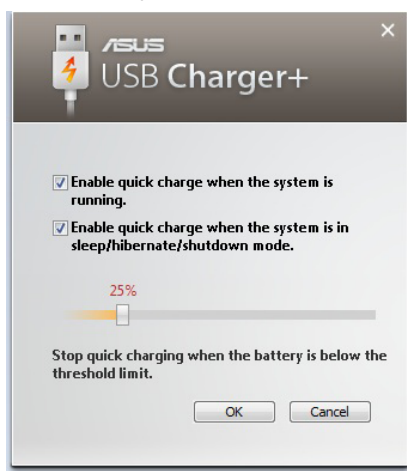 ASUS
USB Charger+
Enable quick charge when the system is
running.
Enable quick charge when the system is in
sleep/hibernate/shutdown mode.
25%
Stop quick charging when the battery is below the
threshold limit.
OK Cancel